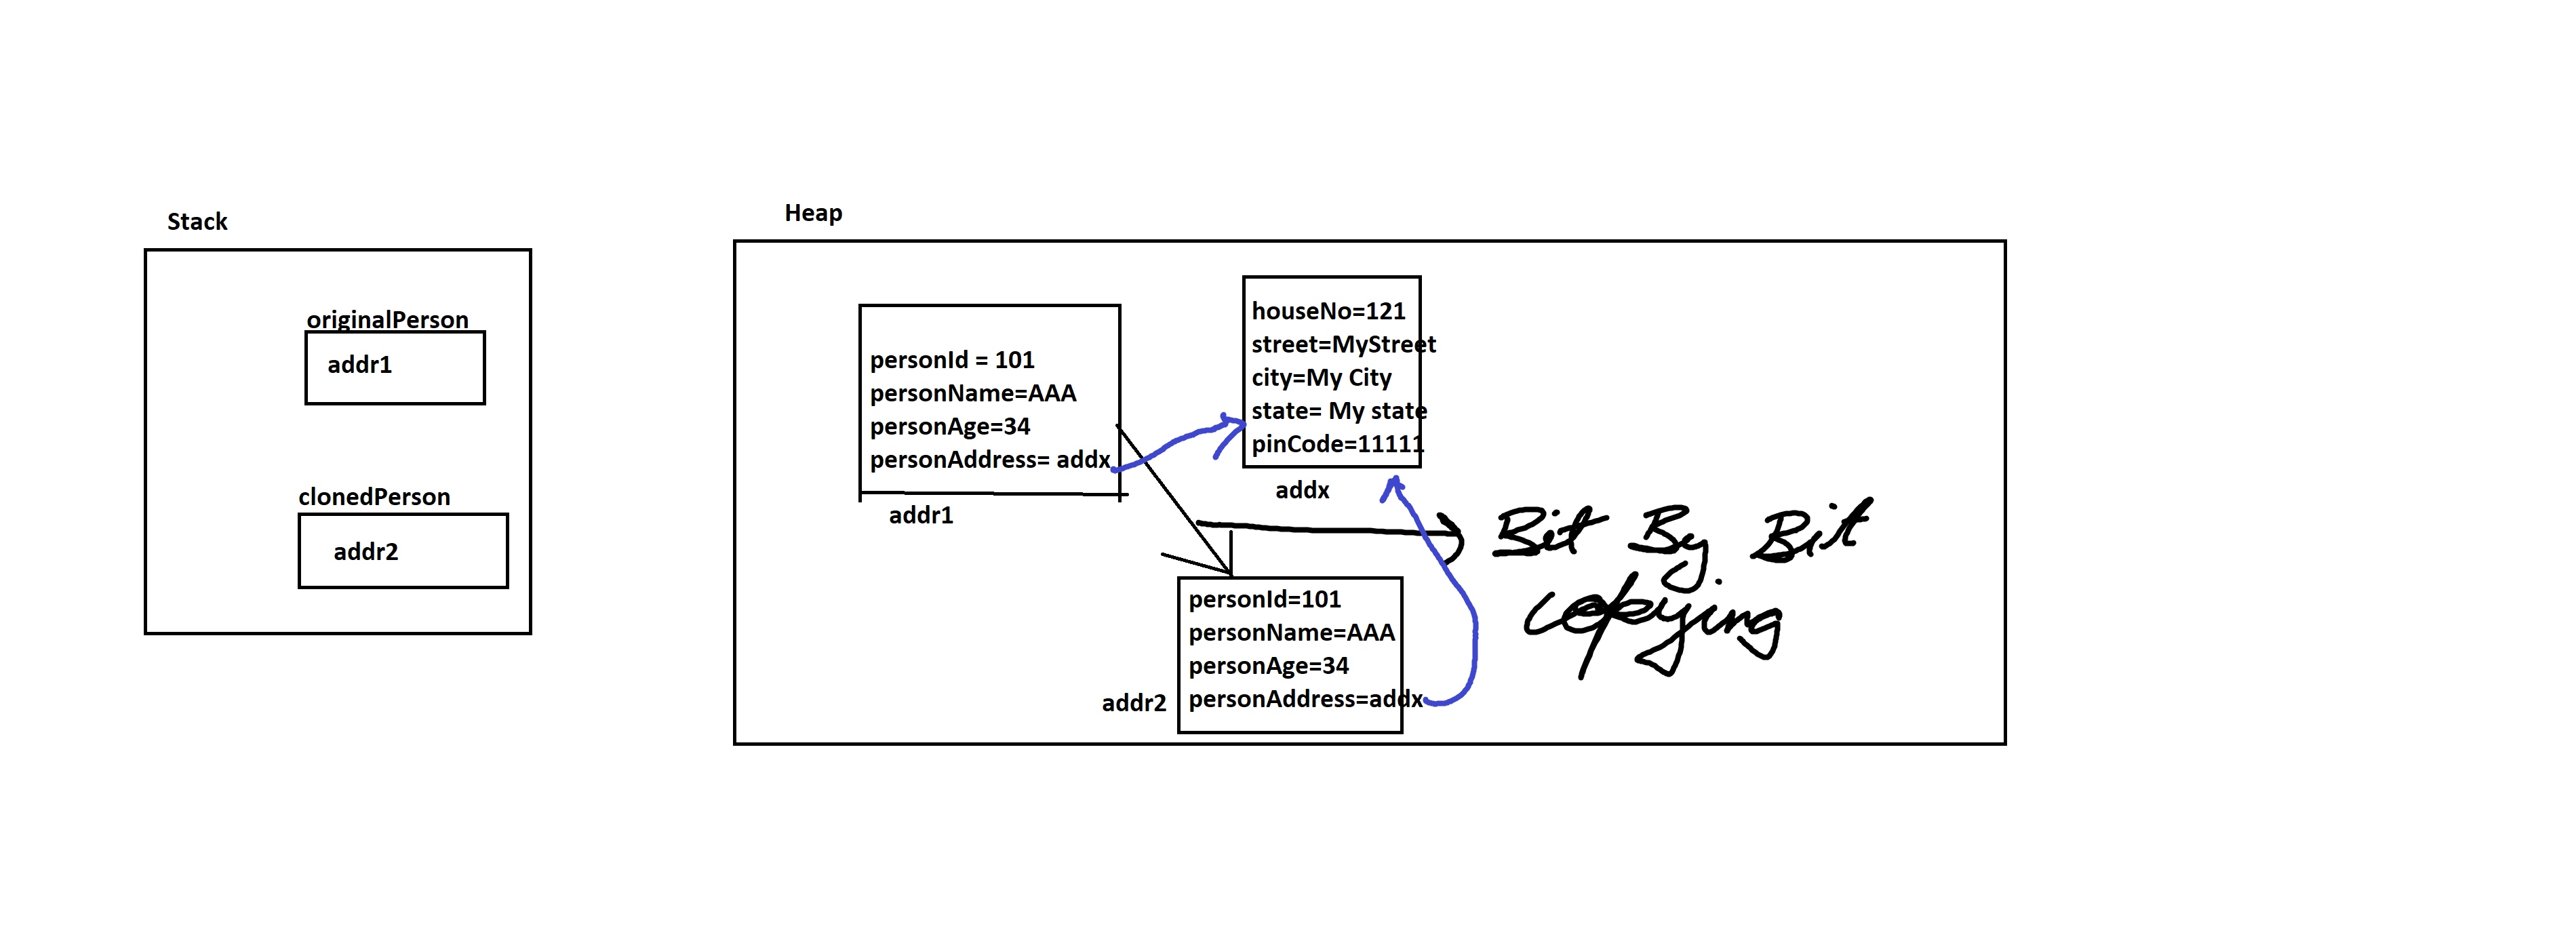 Stack
originalPerson
addr1
clonedPerson
addr2
Heap
personId = 101
personName=AAA
personAge=34
personAddress= addx
addr1
houseNo=121
street=MyStreet
city=My City
state= My state
pinCode=11111
addx
Bit By Bit
Copying
personId=101
personName=AAA
personAge=34
personAddress=addx
addr2